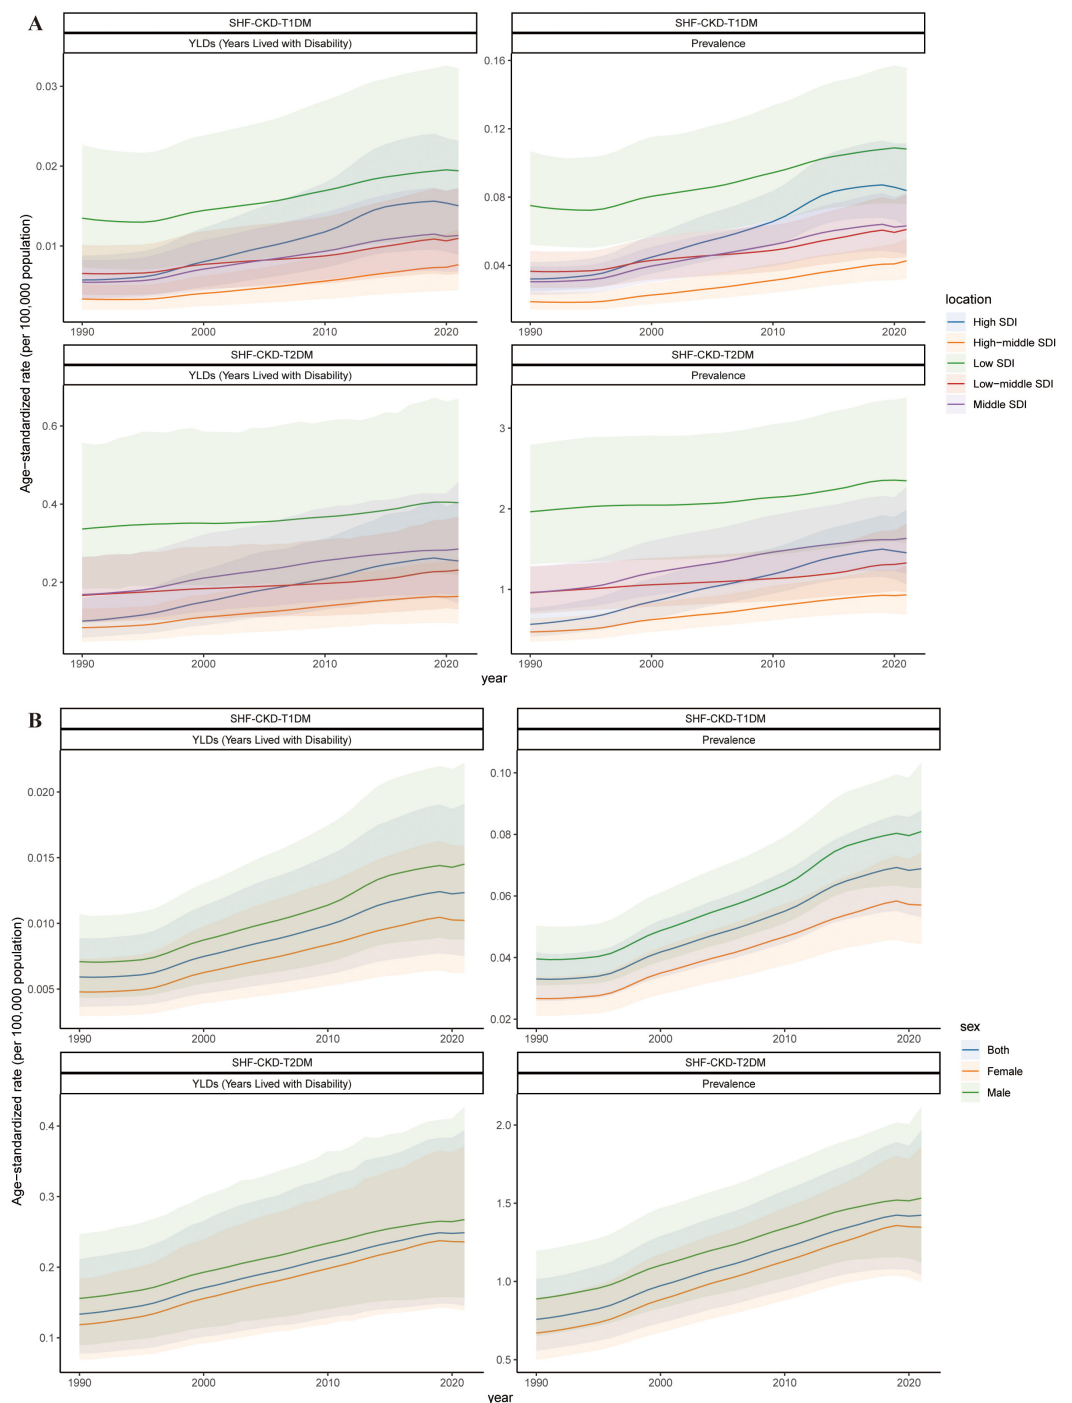 A
SHF-CKD-T1DM
YLDs (Years Lived with Disability)
0.03
0.02
0.01
1990
2000
2010
2020
SHF-CKD-T1DM
Prevalence
0.16
0.12
0.08
0.04
1990
2000
2010
2020
SHF-CKD-T2DM
YLDs (Years Lived with Disability)
0.6
0.4
0.2
1990
2000
2010
2020
SHF-CKD-T2DM
Prevalence
3
2
1
1990
2000
2010
2020
Age−standardized rate (per 100,000 population)
year
location
High SDI
High−middle SDI
Low SDI
Low−middle SDI
Middle SDI
B
SHF-CKD-T1DM
YLDs (Years Lived with Disability)
0.020
0.015
0.010
0.005
1990
2000
2010
2020
SHF-CKD-T1DM
Prevalence
0.10
0.08
0.06
0.04
0.02
1990
2000
2010
2020
SHF-CKD-T2DM
YLDs (Years Lived with Disability)
0.4
0.3
0.2
0.1
1990
2000
2010
2020
SHF-CKD-T2DM
Prevalence
2.0
1.5
1.0
0.5
1990
2000
2010
2020
Age−standardized rate (per 100,000 population)
year
sex
Both
Female
Male